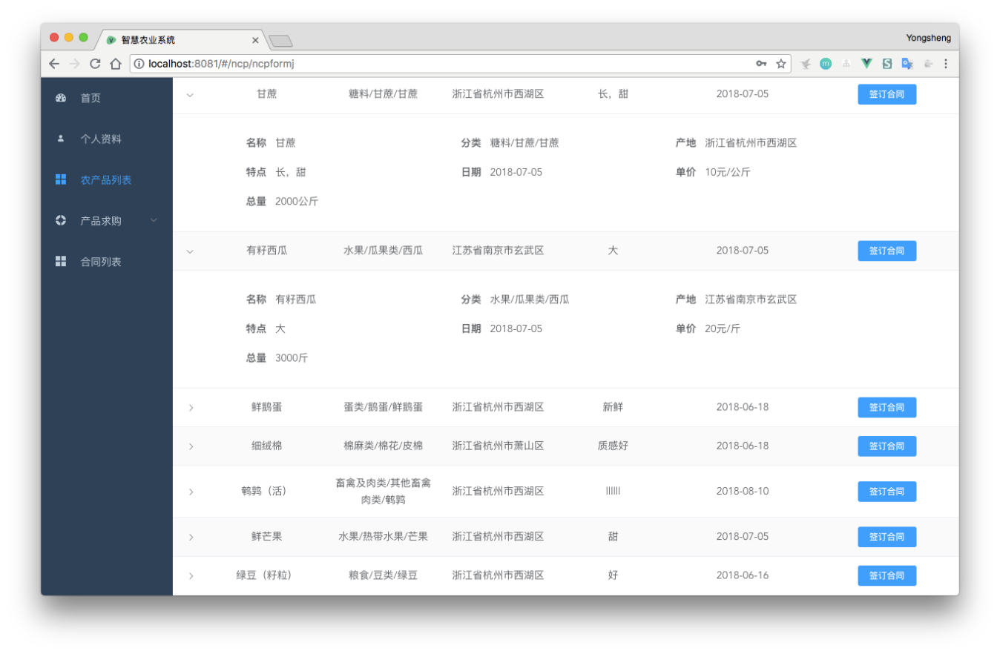 智慧农业系统
Yongsheng
localhost:8081/#/ncp/ncpformj
首页
个人资料
农产品列表
产品求购
合同列表
甘蔗 糖料/甘蔗/甘蔗 浙江省杭州市西湖区 长，甜 2018-07-05 签订合同
名称 甘蔗 分类 糖料/甘蔗/甘蔗 产地 浙江省杭州市西湖区
特点 长，甜 日期 2018-07-05 单价 10元/公斤
总量 2000公斤
有籽西瓜 水果/瓜果类/西瓜 江苏省南京市玄武区 大 2018-07-05 签订合同
名称 有籽西瓜 分类 水果/瓜果类/西瓜 产地 江苏省南京市玄武区
特点 大 日期 2018-07-05 单价 20元/斤
总量 3000斤
鲜鹅蛋 蛋类/鹅蛋/鲜鹅蛋 浙江省杭州市西湖区 新鲜 2018-06-18 签订合同
细绒棉 棉麻类/棉花/皮棉 浙江省杭州市萧山区 质感好 2018-06-18 签订合同
畜禽及肉类/其他畜禽
鹌鹑（活） 浙江省杭州市西湖区 llllll 2018-08-10 签订合同
肉类/鹌鹑
鲜芒果 水果/热带水果/芒果 浙江省杭州市西湖区 甜 2018-07-05 签订合同
绿豆（籽粒） 粮食/豆类/绿豆 浙江省杭州市西湖区 好 2018-06-16 签订合同